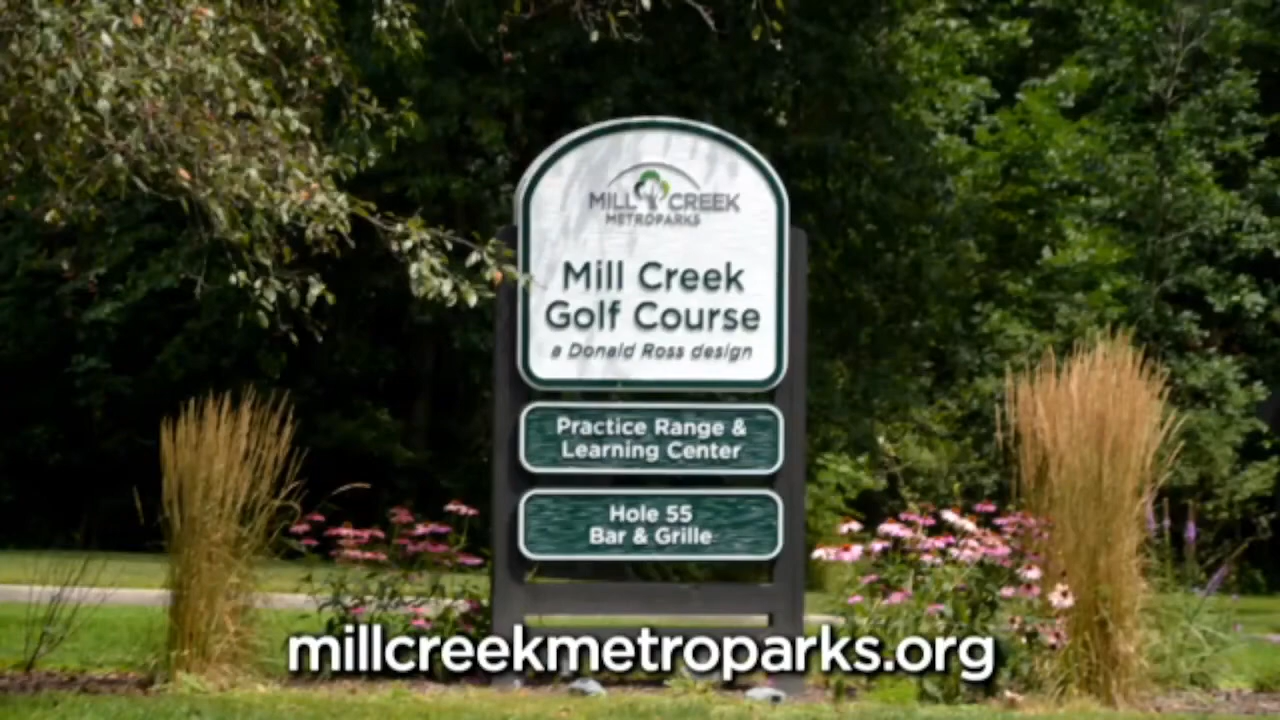 MILL CREEK
METROPARKS
Mill Creek
Golf Course
a Donald Ross design
Practice Range &
Learning Center
Hole 55
Bar & Grille
millcreekmetroparks.org